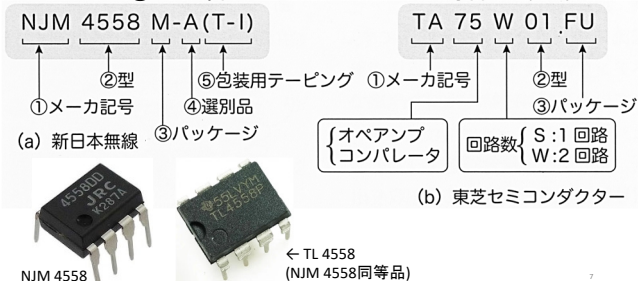 NJM 4558 M-A(T-I)
②型
⑤包装用テーピング
①メーカ記号
④選別品
③パッケージ
(a) 新日本無線
TA 75 W 01.FU
①メーカ記号
②型
③パッケージ
オペアンプ
コンパレータ
回路数
S:1 回路
W:2 回路
(b) 東芝セミコンダクター
4558DD
JRC
K287A
NJM 4558
55LVYM
TL4558P
← TL 4558
(NJM 4558同等品)
7